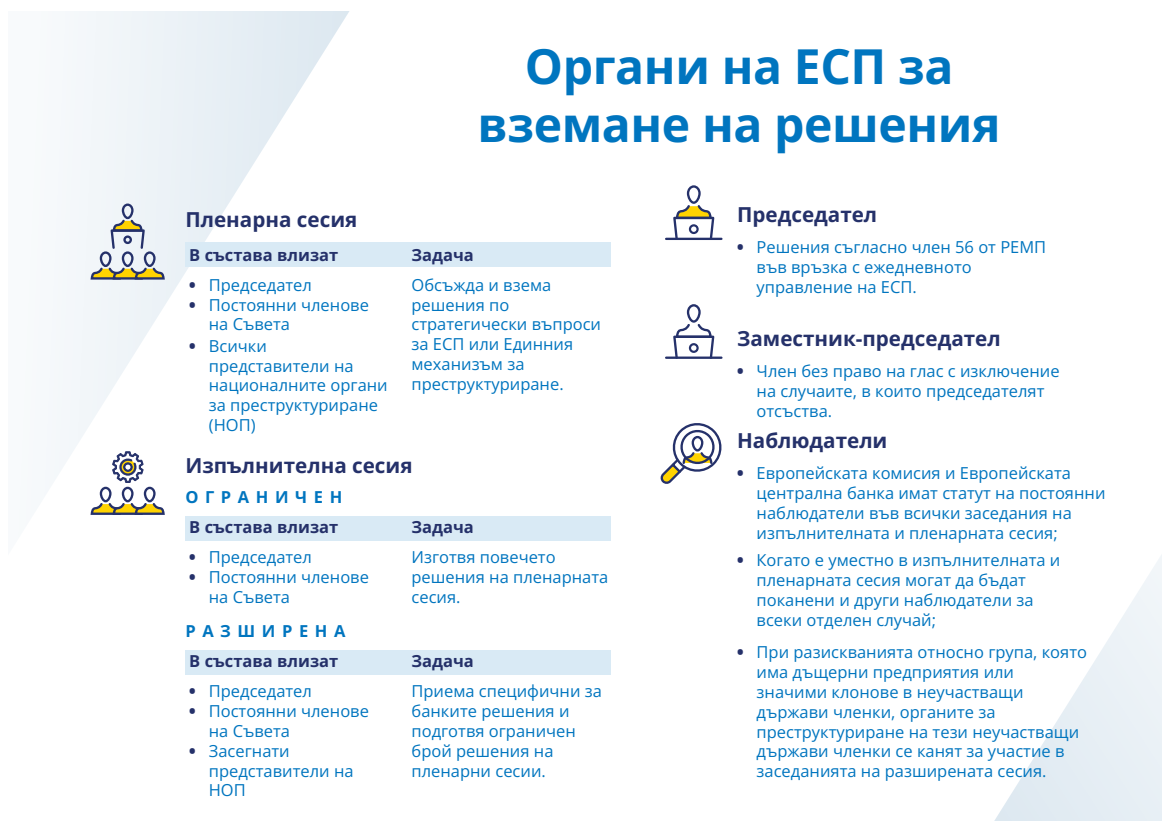 Органи на ЕСП за
вземане на решения
Пленарна сесия
В състава влизат
Задача
• Председател
• Постоянни членове
на Съвета
• Всички
представители на
националните органи
за преструктуриране
(НОП)
Обсъжда и взема
решения по
стратегически въпроси
за ЕСП или Единния
механизъм за
преструктуриране.
Изпълнителна сесия
ОГРАНИЧЕН
В състава влизат
Задача
• Председател
• Постоянни членове
на Съвета
Изготвя повечето
решения на пленарната
сесия.
РАЗШИРЕНА
В състава влизат
Задача
• Председател
• Постоянни членове
на Съвета
• Засегнати
представители на
НОП
Приема специфични за
банките решения и
подготвя ограничен
брой решения на
пленарни сесии.
Председател
• Решения съгласно член 56 от РЕМП
във връзка с ежедневното
управление на ЕСП.
Заместник-председател
• Член без право на глас с изключение
на случаите, в които председателят
отсъства.
Наблюдатели
• Европейската комисия и Европейската
централна банка имат статут на постоянни
наблюдатели във всички заседания на
изпълнителната и пленарната сесия;
• Когато е уместно в изпълнителната и
пленарната сесия могат да бъдат
поканени и други наблюдатели за
всеки отделен случай;
• При разискванията относно група, която
има дъщерни предприятия или
значими клонове в неучастващи
държави членки, органите за
преструктуриране на тези неучастващи
държави членки се канят за участие в
заседанията на разширената сесия.